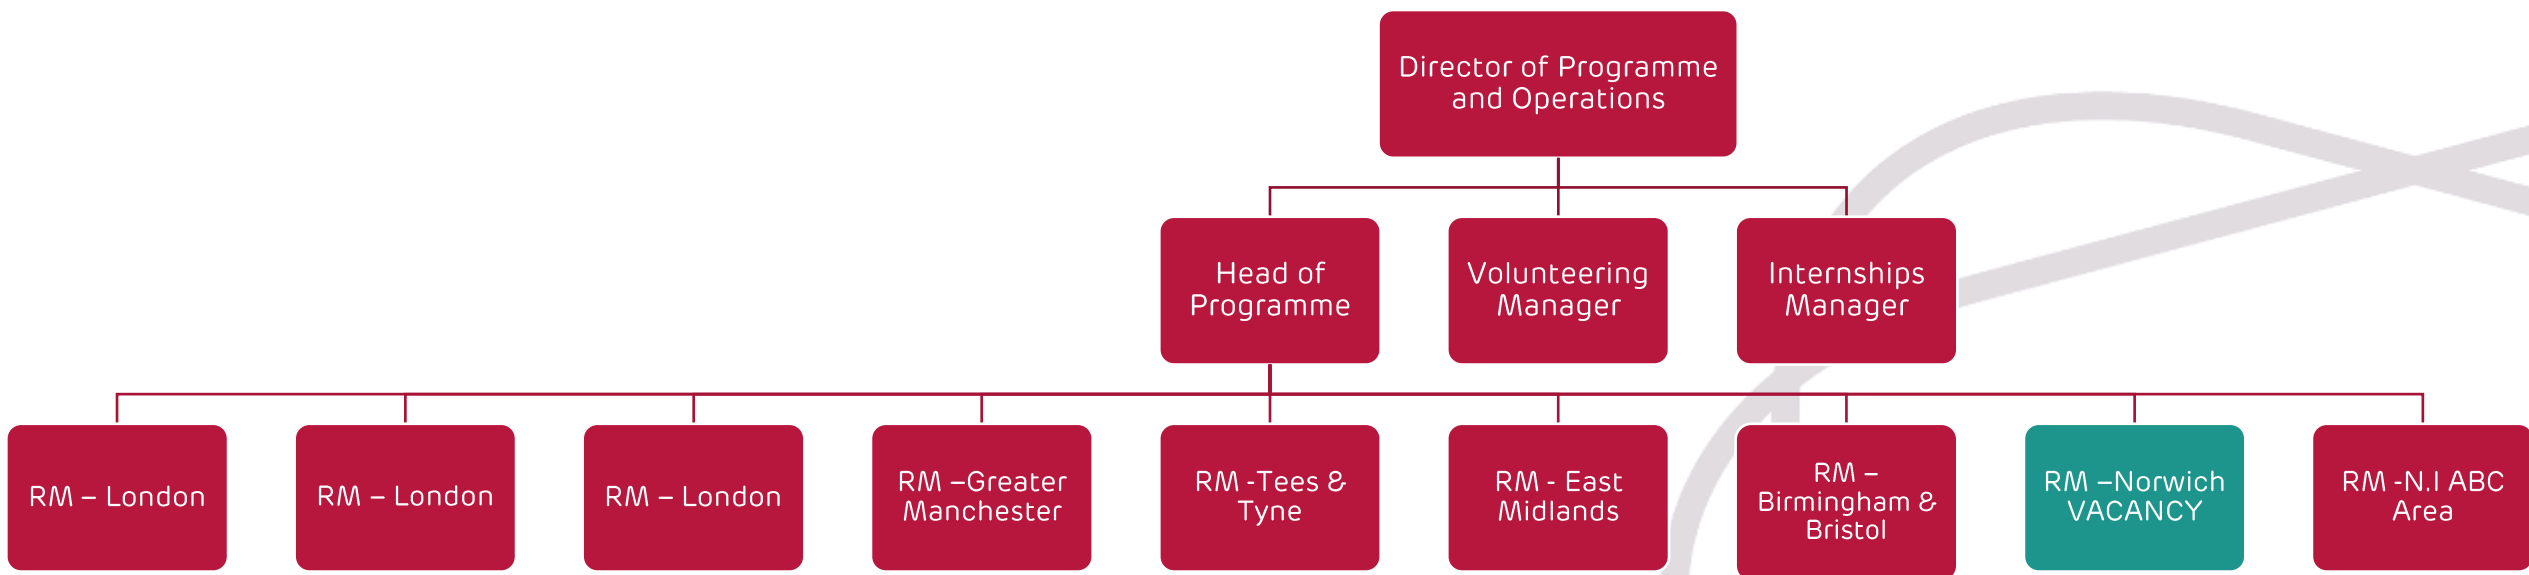 Director of Programme
and Operations
Head of
Programme
Volunteering
Manager
Internships
Manager
RM – London
RM – London
RM – London
RM –Greater
Manchester
RM -Tees &
Tyne
RM - East
Midlands
RM –
Birmingham &
Bristol
RM –Norwich
VACANCY
RM -N.I ABC
Area